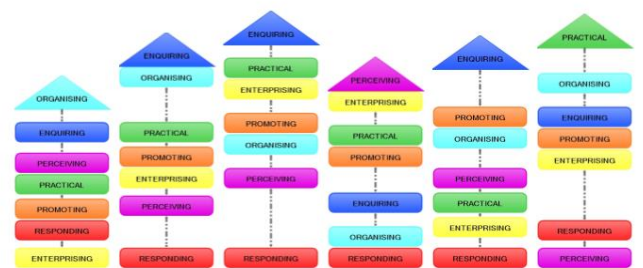 ORGANISING
ENQUIRING
PERCEIVING
PRACTICAL
PROMOTING
RESPONDING
ENTERPRISING
ENQUIRING
ORGANISING
PRACTICAL
PROMOTING
ENTERPRISING
PERCEIVING
RESPONDING
ENQUIRING
PRACTICAL
ENTERPRISING
PROMOTING
ORGANISING
PERCEIVING
RESPONDING
PERCEIVING
ENTERPRISING
PRACTICAL
PROMOTING
ENQUIRING
ORGANISING
RESPONDING
ENQUIRING
PROMOTING
ORGANISING
PERCEIVING
PRACTICAL
ENTERPRISING
RESPONDING
PRACTICAL
ORGANISING
ENQUIRING
PROMOTING
ENTERPRISING
RESPONDING
PERCEIVING